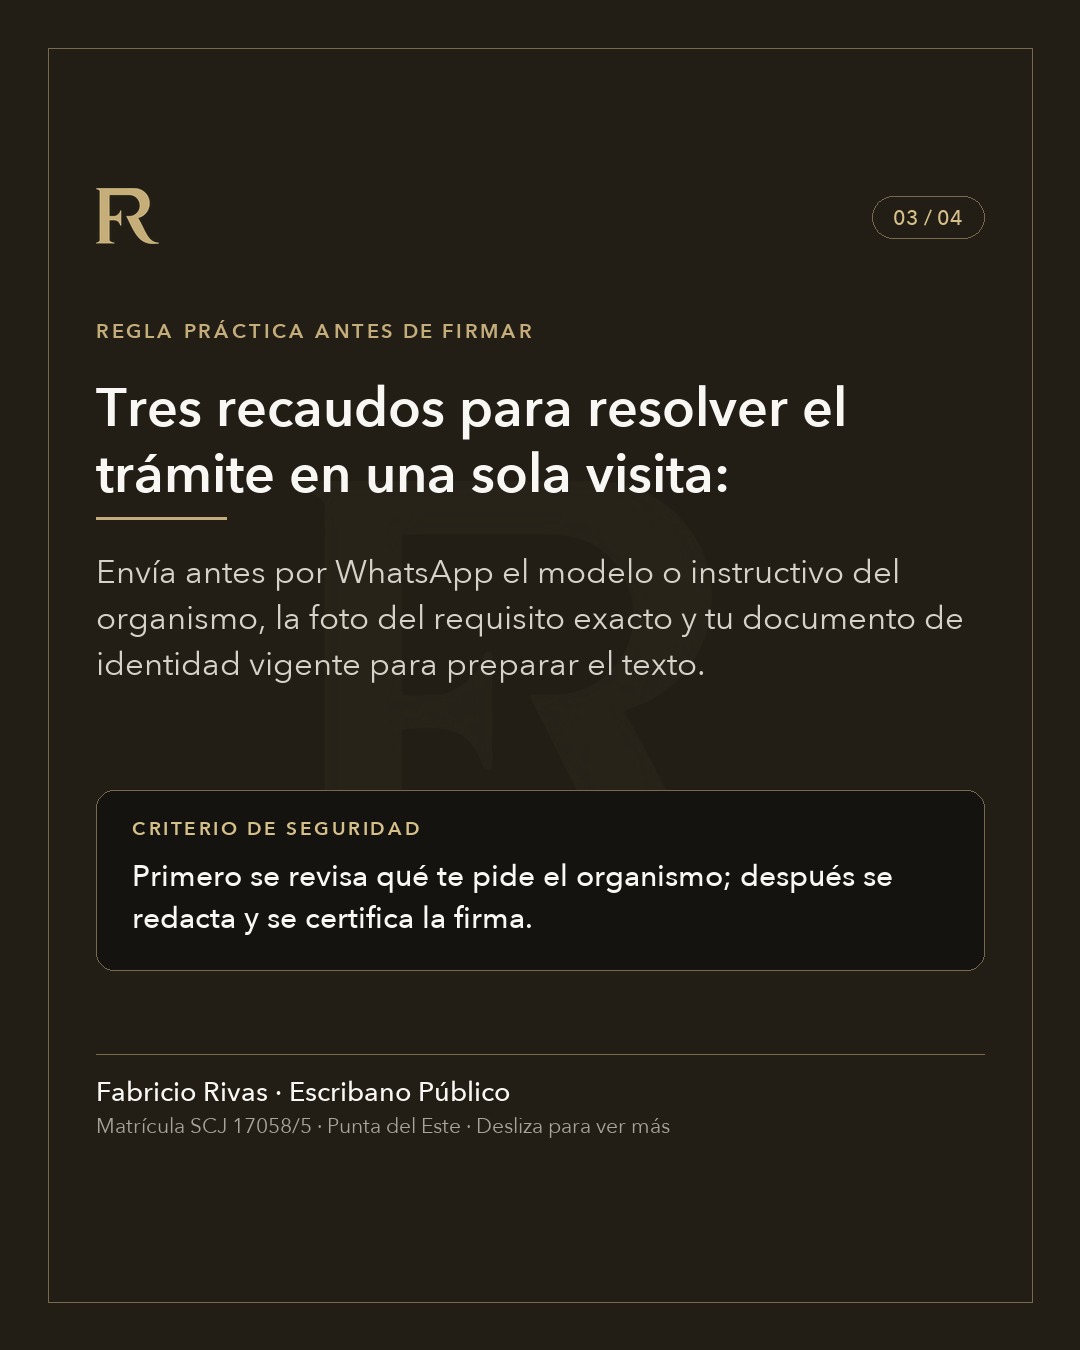 FR
03 / 04
REGLA PRÁCTICA ANTES DE FIRMAR
Tres recaudos para resolver el
trámite en una sola visita:
Envía antes por WhatsApp el modelo o instructivo del
organismo, la foto del requisito exacto y tu documento de
identidad vigente para preparar el texto.
CRITERIO DE SEGURIDAD
Primero se revisa qué te pide el organismo; después se
redacta y se certifica la firma.
Fabricio Rivas · Escribano Público
Matrícula SCJ 17058/5 · Punta del Este · Desliza para ver más